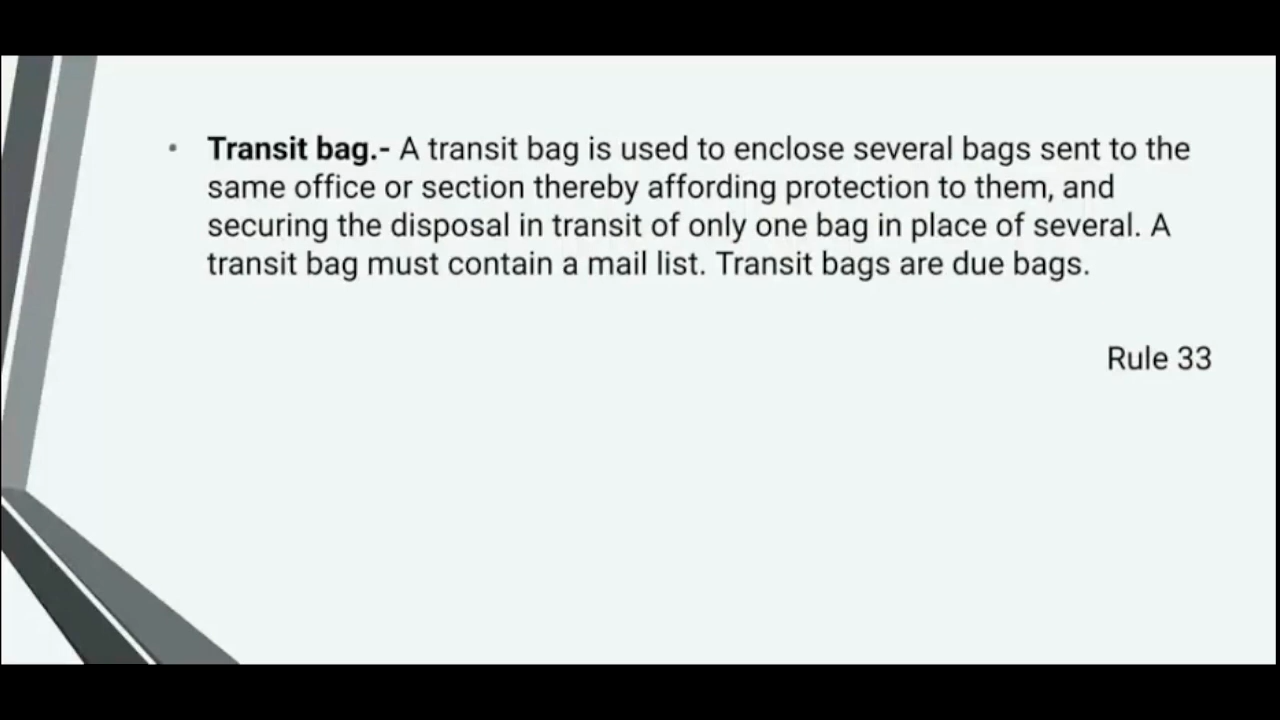 • Transit bag.- A transit bag is used to enclose several bags sent to the
same office or section thereby affording protection to them, and
securing the disposal in transit of only one bag in place of several. A
transit bag must contain a mail list. Transit bags are due bags.
Rule 33